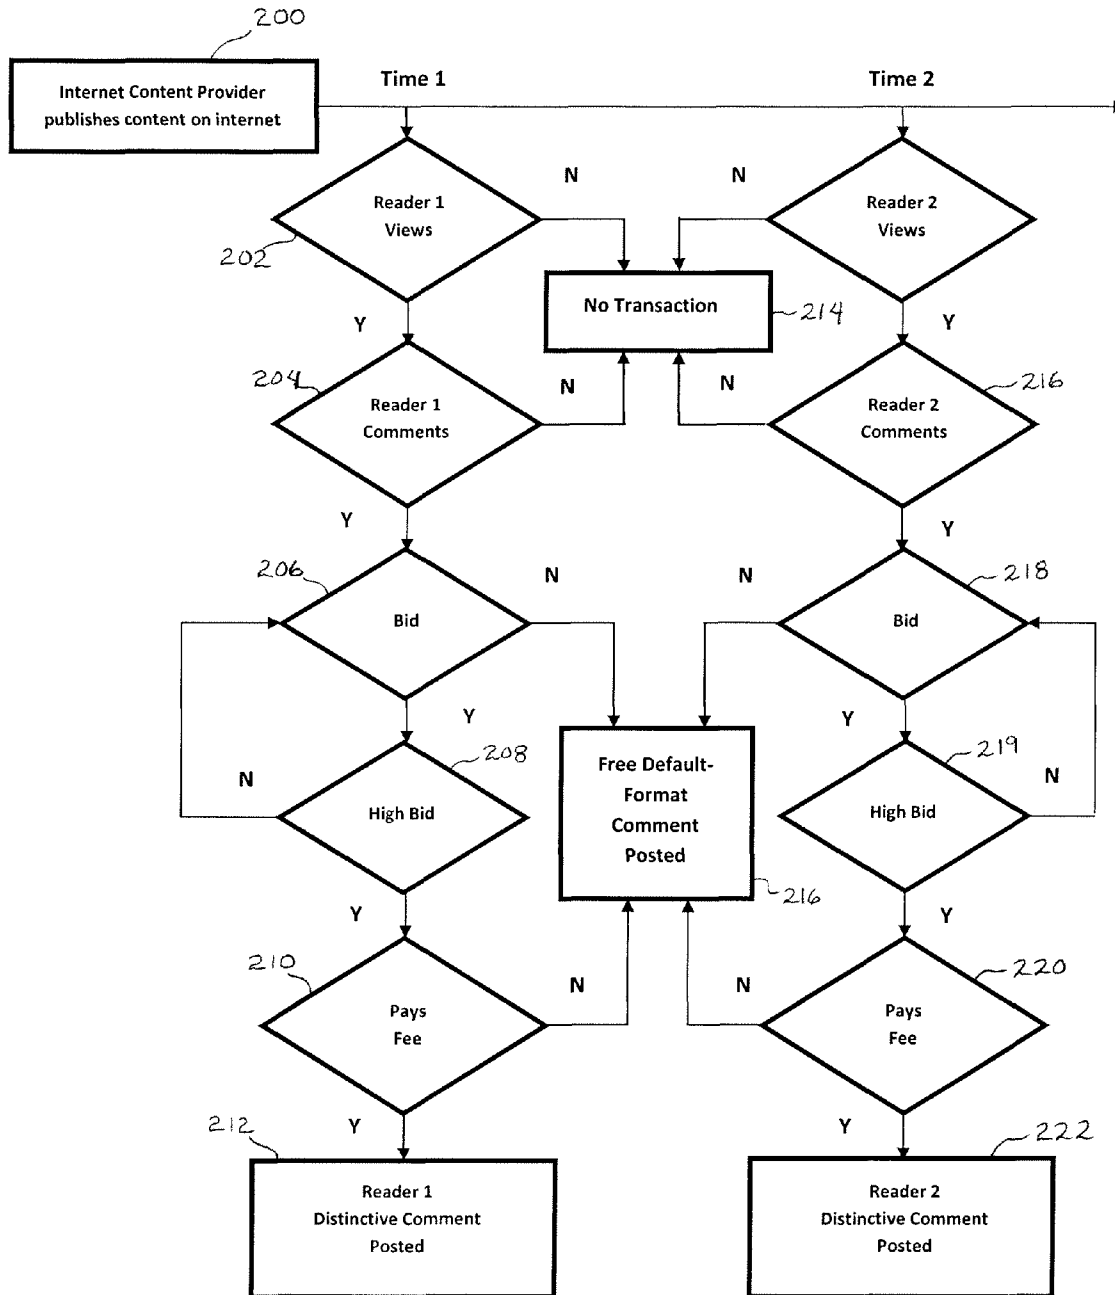 200
Time 1
Time 2
Internet Content Provider
publishes content on internet
N
N
Reader 1
Views
Reader 2
Views
202
No Transaction
214
Y
Y
204
N
N
216
Reader 1
Comments
Reader 2
Comments
Y
Y
206
N
N
218
Bid
Bid
Y
Y
208
219
N
Free Default-
Format
Comment
Posted
N
High Bid
High Bid
216
Y
Y
210
N
N
220
Pays
Fee
Pays
Fee
212
Y
Y
222
Reader 1
Distinctive Comment
Posted
Reader 2
Distinctive Comment
Posted